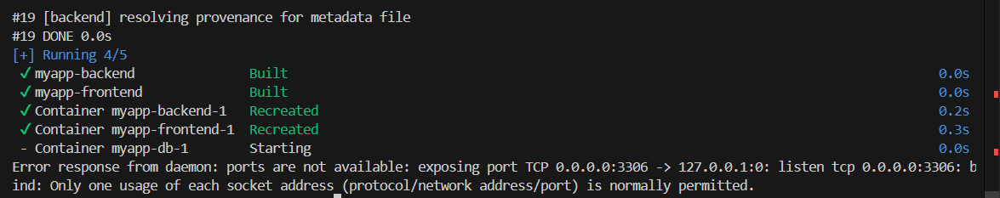 #19 [backend] resolving provenance for metadata file
#19 DONE 0.0s
[+] Running 4/5
✓ myapp-backend Built 0.0s
✓ myapp-frontend Built 0.0s
✓ Container myapp-backend-1 Recreated 0.2s
✓ Container myapp-frontend-1 Recreated 0.3s
- Container myapp-db-1 Starting 0.0s
Error response from daemon: ports are not available: exposing port TCP 0.0.0.0:3306 -> 127.0.0.1:0: listen tcp 0.0.0.0:3306: b
ind: Only one usage of each socket address (protocol/network address/port) is normally permitted.